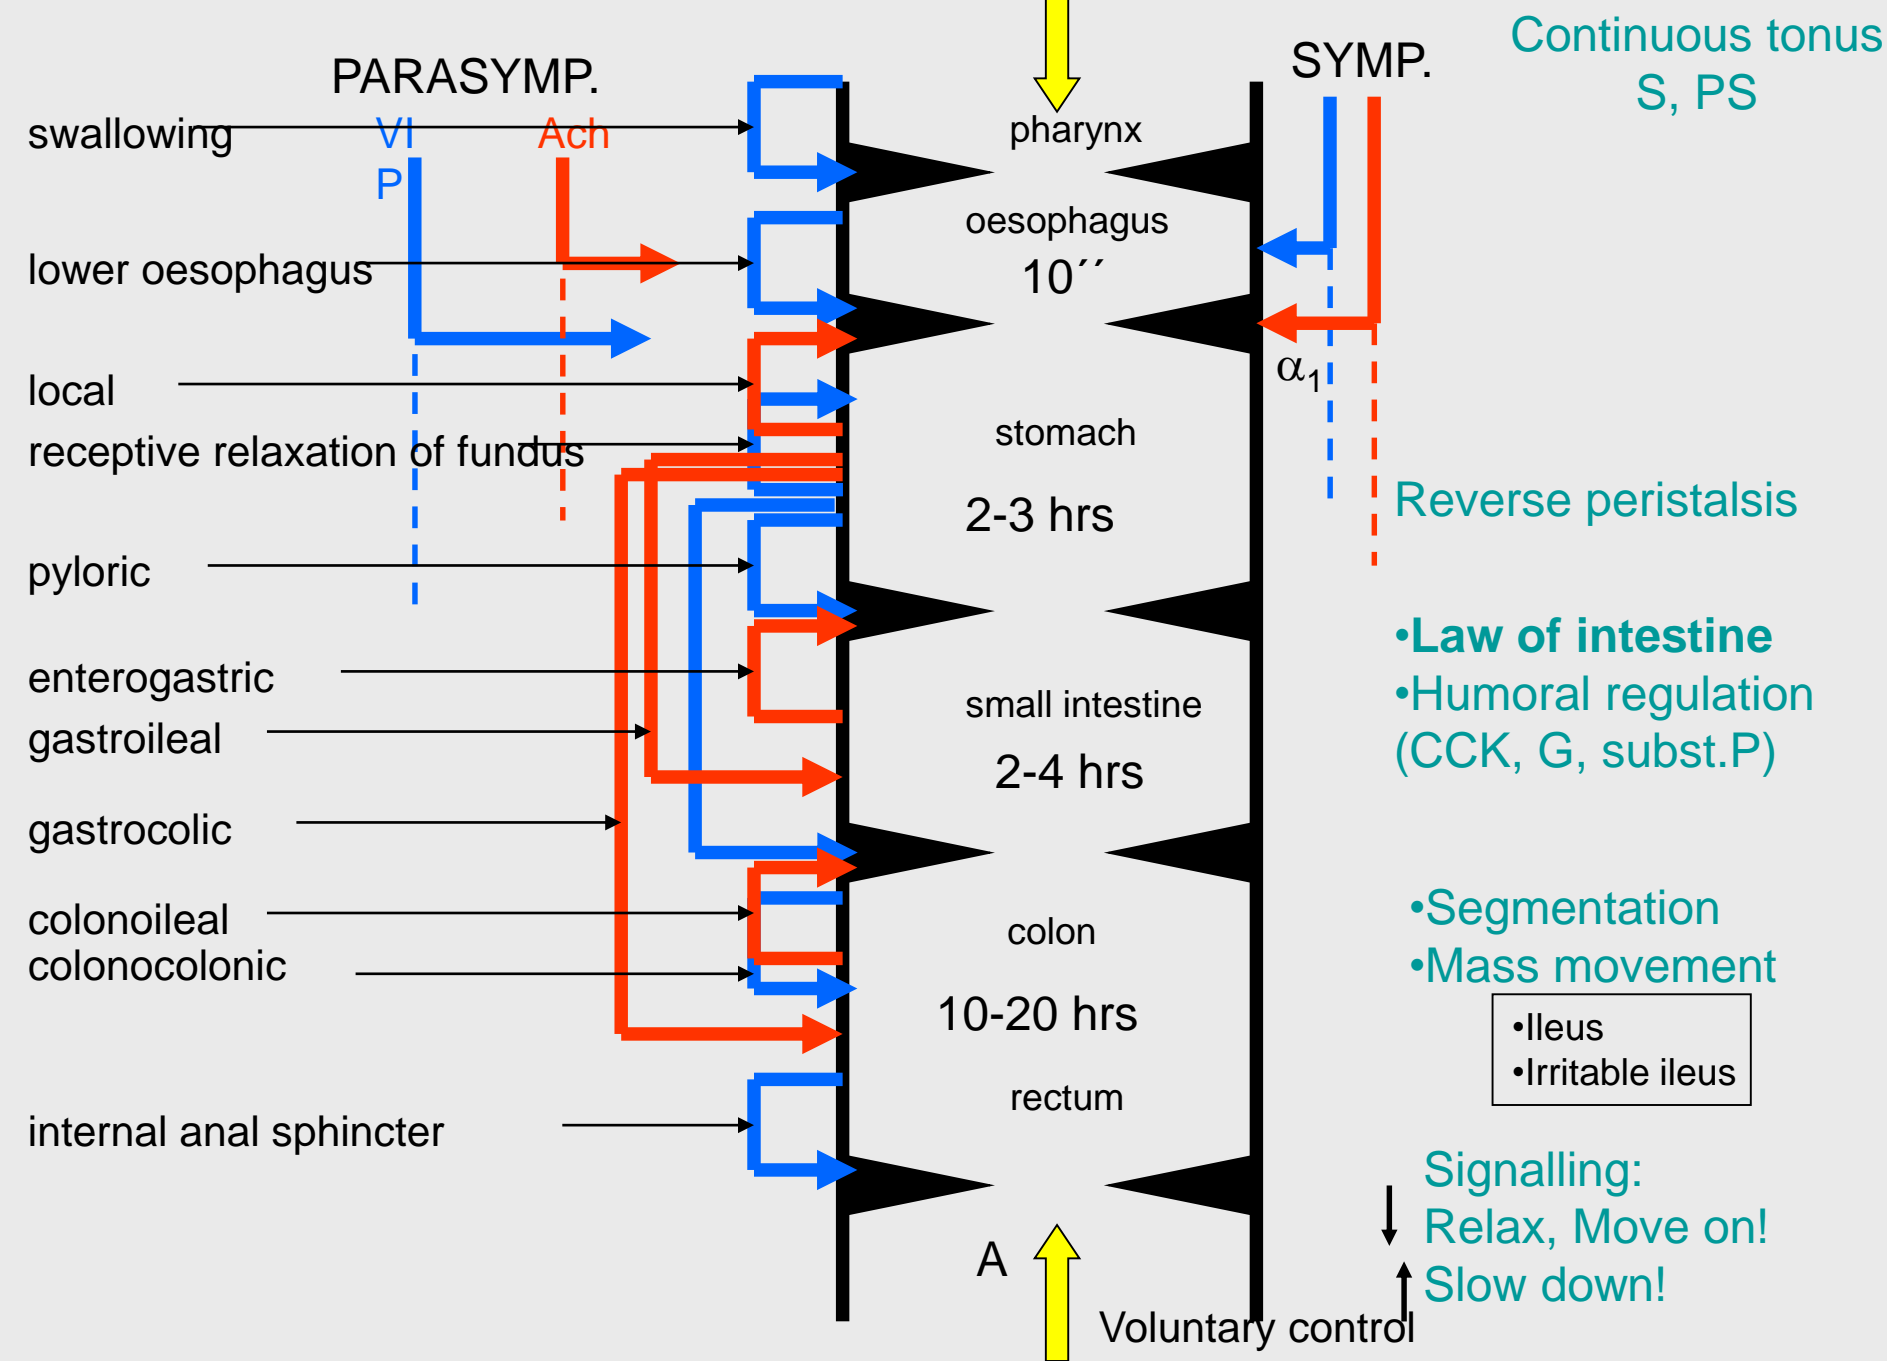 PARASYMP.
SYMP.
Continuous tonus
S, PS
swallowing
VI
P
Ach
pharynx
lower oesophagus
oesophagus
10´´
local
α1
receptive relaxation of fundus
stomach
2-3 hrs
Reverse peristalsis
pyloric
•Law of intestine
•Humoral regulation
(CCK, G, subst.P)
enterogastric
small intestine
gastroileal
2-4 hrs
gastrocolic
colonoileal
colonocolonic
colon
•Segmentation
•Mass movement
10-20 hrs
•Ileus
•Irritable ileus
rectum
internal anal sphincter
Signalling:
Relax, Move on!
Slow down!
A
Voluntary control